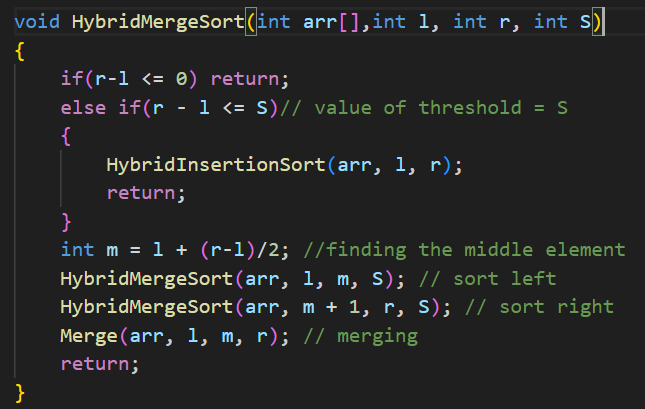 void HybridMergeSort(int arr[],int l, int r, int S)
{
    if(r-l <= 0) return;
    else if(r - l <= S)// value of threshold = S
    {
        HybridInsertionSort(arr, l, r);
        return;
    }
    int m = l + (r-l)/2; //finding the middle element
    HybridMergeSort(arr, l, m, S); // sort left
    HybridMergeSort(arr, m + 1, r, S); // sort right
    Merge(arr, l, m, r); // merging
    return;
}